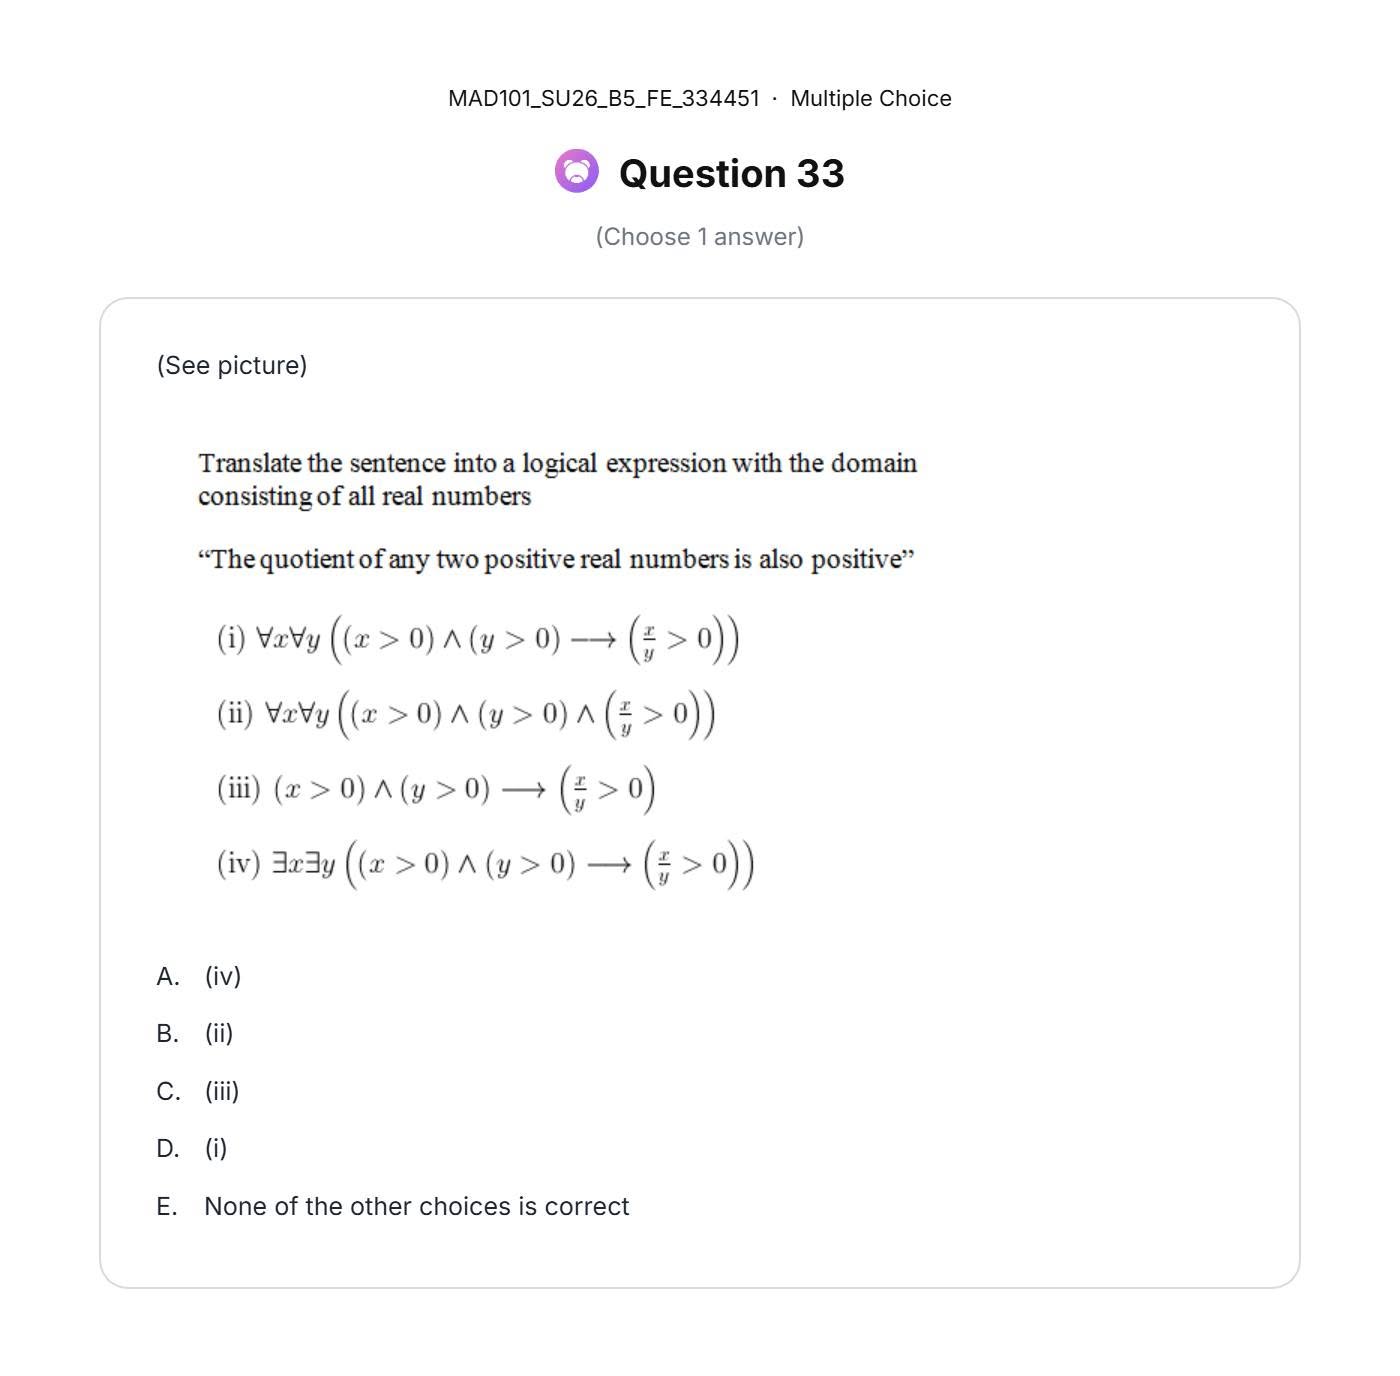 MAD101_SU26_B5_FE_334451 · Multiple Choice
Question 33
(Choose 1 answer)
(See picture)
Translate the sentence into a logical expression with the domain
consisting of all real numbers
“The quotient of any two positive real numbers is also positive”
(i) ∀x∀y ((x > 0) ∧ (y > 0) ⟶ (x/y > 0))
(ii) ∀x∀y ((x > 0) ∧ (y > 0) ∧ (x/y > 0))
(iii) (x > 0) ∧ (y > 0) ⟶ (x/y > 0)
(iv) ∃x∃y ((x > 0) ∧ (y > 0) ⟶ (x/y > 0))
A. (iv)
B. (ii)
C. (iii)
D. (i)
E. None of the other choices is correct